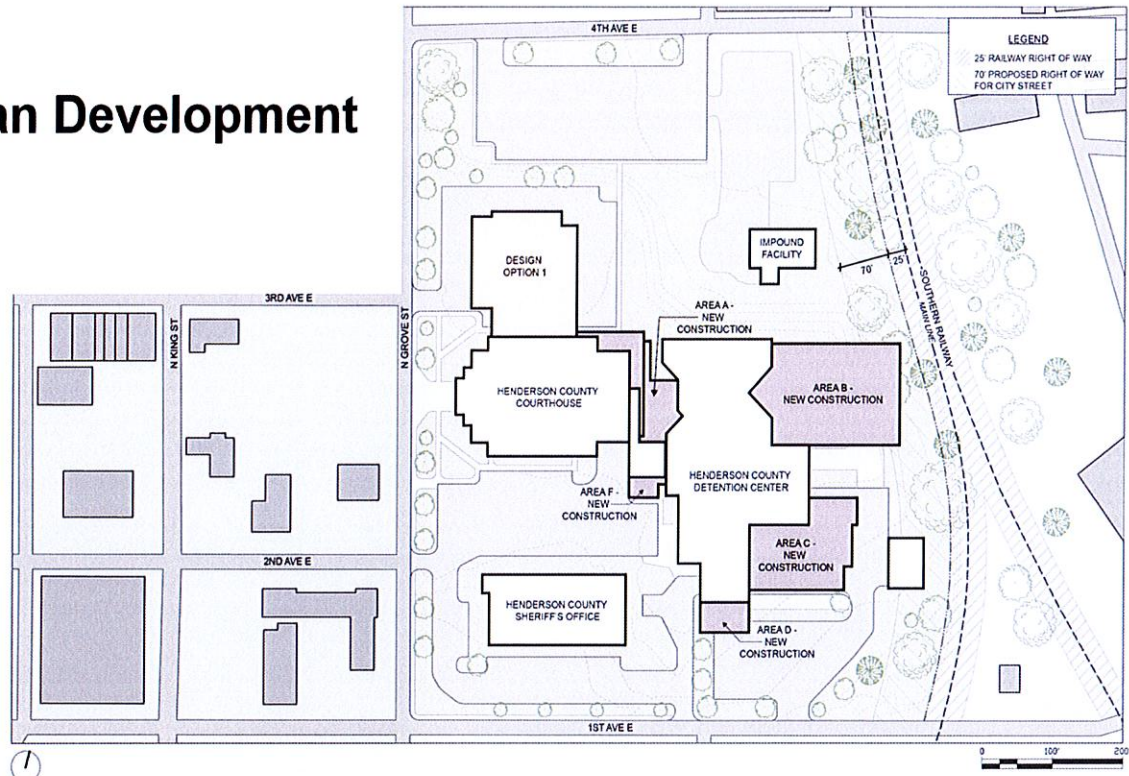 an Development
4TH AVE E
LEGEND
25' RAILWAY RIGHT OF WAY
70' PROPOSED RIGHT OF WAY
FOR CITY STREET
DESIGN
OPTION 1
IMPOUND
FACILITY
70'
25'
SOUTHERN RAILWAY
MAIN LINE
3RD AVE E
N KING ST
N GROVE ST
AREA A -
NEW
CONSTRUCTION
HENDERSON COUNTY
COURTHOUSE
AREA B -
NEW CONSTRUCTION
HENDERSON COUNTY
DETENTION CENTER
AREA F -
NEW
CONSTRUCTION
AREA C -
NEW
CONSTRUCTION
2ND AVE E
HENDERSON COUNTY
SHERIFF'S OFFICE
AREA D -
NEW
CONSTRUCTION
1ST AVE E
0 100' 200